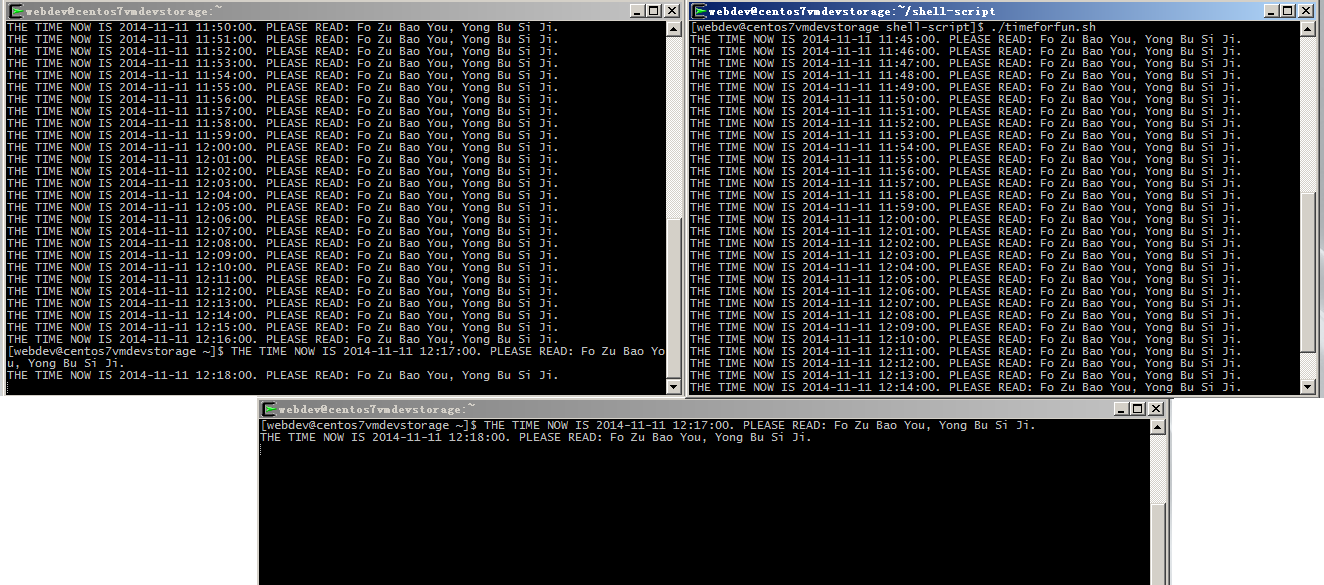 webdev@centos7vmdevstorage:~
THE TIME NOW IS 2014-11-11 11:50:00. PLEASE READ: Fo Zu Bao You, Yong Bu Si Ji.
THE TIME NOW IS 2014-11-11 11:51:00. PLEASE READ: Fo Zu Bao You, Yong Bu Si Ji.
THE TIME NOW IS 2014-11-11 11:52:00. PLEASE READ: Fo Zu Bao You, Yong Bu Si Ji.
THE TIME NOW IS 2014-11-11 11:53:00. PLEASE READ: Fo Zu Bao You, Yong Bu Si Ji.
THE TIME NOW IS 2014-11-11 11:54:00. PLEASE READ: Fo Zu Bao You, Yong Bu Si Ji.
THE TIME NOW IS 2014-11-11 11:55:00. PLEASE READ: Fo Zu Bao You, Yong Bu Si Ji.
THE TIME NOW IS 2014-11-11 11:56:00. PLEASE READ: Fo Zu Bao You, Yong Bu Si Ji.
THE TIME NOW IS 2014-11-11 11:57:00. PLEASE READ: Fo Zu Bao You, Yong Bu Si Ji.
THE TIME NOW IS 2014-11-11 11:58:00. PLEASE READ: Fo Zu Bao You, Yong Bu Si Ji.
THE TIME NOW IS 2014-11-11 11:59:00. PLEASE READ: Fo Zu Bao You, Yong Bu Si Ji.
THE TIME NOW IS 2014-11-11 12:00:00. PLEASE READ: Fo Zu Bao You, Yong Bu Si Ji.
THE TIME NOW IS 2014-11-11 12:01:00. PLEASE READ: Fo Zu Bao You, Yong Bu Si Ji.
THE TIME NOW IS 2014-11-11 12:02:00. PLEASE READ: Fo Zu Bao You, Yong Bu Si Ji.
THE TIME NOW IS 2014-11-11 12:03:00. PLEASE READ: Fo Zu Bao You, Yong Bu Si Ji.
THE TIME NOW IS 2014-11-11 12:04:00. PLEASE READ: Fo Zu Bao You, Yong Bu Si Ji.
THE TIME NOW IS 2014-11-11 12:05:00. PLEASE READ: Fo Zu Bao You, Yong Bu Si Ji.
THE TIME NOW IS 2014-11-11 12:06:00. PLEASE READ: Fo Zu Bao You, Yong Bu Si Ji.
THE TIME NOW IS 2014-11-11 12:07:00. PLEASE READ: Fo Zu Bao You, Yong Bu Si Ji.
THE TIME NOW IS 2014-11-11 12:08:00. PLEASE READ: Fo Zu Bao You, Yong Bu Si Ji.
THE TIME NOW IS 2014-11-11 12:09:00. PLEASE READ: Fo Zu Bao You, Yong Bu Si Ji.
THE TIME NOW IS 2014-11-11 12:10:00. PLEASE READ: Fo Zu Bao You, Yong Bu Si Ji.
THE TIME NOW IS 2014-11-11 12:11:00. PLEASE READ: Fo Zu Bao You, Yong Bu Si Ji.
THE TIME NOW IS 2014-11-11 12:12:00. PLEASE READ: Fo Zu Bao You, Yong Bu Si Ji.
THE TIME NOW IS 2014-11-11 12:13:00. PLEASE READ: Fo Zu Bao You, Yong Bu Si Ji.
THE TIME NOW IS 2014-11-11 12:14:00. PLEASE READ: Fo Zu Bao You, Yong Bu Si Ji.
THE TIME NOW IS 2014-11-11 12:15:00. PLEASE READ: Fo Zu Bao You, Yong Bu Si Ji.
THE TIME NOW IS 2014-11-11 12:16:00. PLEASE READ: Fo Zu Bao You, Yong Bu Si Ji.
[webdev@centos7vmdevstorage ~]$ THE TIME NOW IS 2014-11-11 12:17:00. PLEASE READ: Fo Zu Bao Yo
u, Yong Bu Si Ji.
THE TIME NOW IS 2014-11-11 12:18:00. PLEASE READ: Fo Zu Bao You, Yong Bu Si Ji.
webdev@centos7vmdevstorage:~/shell-script
[webdev@centos7vmdevstorage shell-script]$ ./timeforfun.sh
THE TIME NOW IS 2014-11-11 11:45:00. PLEASE READ: Fo Zu Bao You, Yong Bu Si Ji.
THE TIME NOW IS 2014-11-11 11:46:00. PLEASE READ: Fo Zu Bao You, Yong Bu Si Ji.
THE TIME NOW IS 2014-11-11 11:47:00. PLEASE READ: Fo Zu Bao You, Yong Bu Si Ji.
THE TIME NOW IS 2014-11-11 11:48:00. PLEASE READ: Fo Zu Bao You, Yong Bu Si Ji.
THE TIME NOW IS 2014-11-11 11:49:00. PLEASE READ: Fo Zu Bao You, Yong Bu Si Ji.
THE TIME NOW IS 2014-11-11 11:50:00. PLEASE READ: Fo Zu Bao You, Yong Bu Si Ji.
THE TIME NOW IS 2014-11-11 11:51:00. PLEASE READ: Fo Zu Bao You, Yong Bu Si Ji.
THE TIME NOW IS 2014-11-11 11:52:00. PLEASE READ: Fo Zu Bao You, Yong Bu Si Ji.
THE TIME NOW IS 2014-11-11 11:53:00. PLEASE READ: Fo Zu Bao You, Yong Bu Si Ji.
THE TIME NOW IS 2014-11-11 11:54:00. PLEASE READ: Fo Zu Bao You, Yong Bu Si Ji.
THE TIME NOW IS 2014-11-11 11:55:00. PLEASE READ: Fo Zu Bao You, Yong Bu Si Ji.
THE TIME NOW IS 2014-11-11 11:56:00. PLEASE READ: Fo Zu Bao You, Yong Bu Si Ji.
THE TIME NOW IS 2014-11-11 11:57:00. PLEASE READ: Fo Zu Bao You, Yong Bu Si Ji.
THE TIME NOW IS 2014-11-11 11:58:00. PLEASE READ: Fo Zu Bao You, Yong Bu Si Ji.
THE TIME NOW IS 2014-11-11 11:59:00. PLEASE READ: Fo Zu Bao You, Yong Bu Si Ji.
THE TIME NOW IS 2014-11-11 12:00:00. PLEASE READ: Fo Zu Bao You, Yong Bu Si Ji.
THE TIME NOW IS 2014-11-11 12:01:00. PLEASE READ: Fo Zu Bao You, Yong Bu Si Ji.
THE TIME NOW IS 2014-11-11 12:02:00. PLEASE READ: Fo Zu Bao You, Yong Bu Si Ji.
THE TIME NOW IS 2014-11-11 12:03:00. PLEASE READ: Fo Zu Bao You, Yong Bu Si Ji.
THE TIME NOW IS 2014-11-11 12:04:00. PLEASE READ: Fo Zu Bao You, Yong Bu Si Ji.
THE TIME NOW IS 2014-11-11 12:05:00. PLEASE READ: Fo Zu Bao You, Yong Bu Si Ji.
THE TIME NOW IS 2014-11-11 12:06:00. PLEASE READ: Fo Zu Bao You, Yong Bu Si Ji.
THE TIME NOW IS 2014-11-11 12:07:00. PLEASE READ: Fo Zu Bao You, Yong Bu Si Ji.
THE TIME NOW IS 2014-11-11 12:08:00. PLEASE READ: Fo Zu Bao You, Yong Bu Si Ji.
THE TIME NOW IS 2014-11-11 12:09:00. PLEASE READ: Fo Zu Bao You, Yong Bu Si Ji.
THE TIME NOW IS 2014-11-11 12:10:00. PLEASE READ: Fo Zu Bao You, Yong Bu Si Ji.
THE TIME NOW IS 2014-11-11 12:11:00. PLEASE READ: Fo Zu Bao You, Yong Bu Si Ji.
THE TIME NOW IS 2014-11-11 12:12:00. PLEASE READ: Fo Zu Bao You, Yong Bu Si Ji.
THE TIME NOW IS 2014-11-11 12:13:00. PLEASE READ: Fo Zu Bao You, Yong Bu Si Ji.
THE TIME NOW IS 2014-11-11 12:14:00. PLEASE READ: Fo Zu Bao You, Yong Bu Si Ji.
webdev@centos7vmdevstorage:~
[webdev@centos7vmdevstorage ~]$ THE TIME NOW IS 2014-11-11 12:17:00. PLEASE READ: Fo Zu Bao You, Yong Bu Si Ji.
THE TIME NOW IS 2014-11-11 12:18:00. PLEASE READ: Fo Zu Bao You, Yong Bu Si Ji.